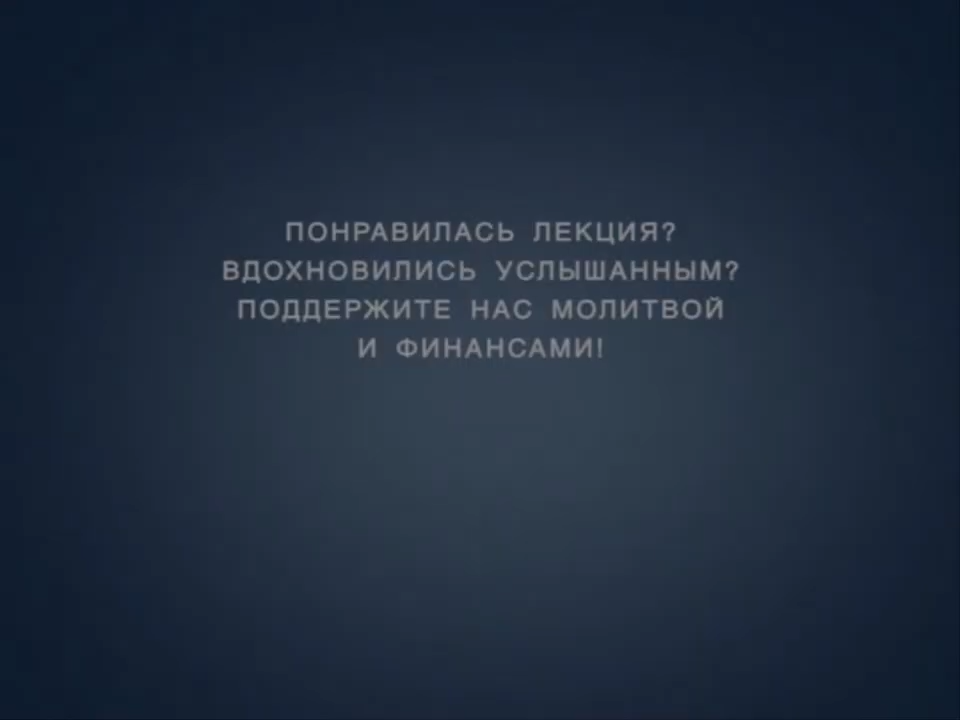 ПОНРАВИЛАСЬ ЛЕКЦИЯ?
ВДОХНОВИЛИСЬ УСЛЫШАННЫМ?
ПОДДЕРЖИТЕ НАС МОЛИТВОЙ
И ФИНАНСАМИ!